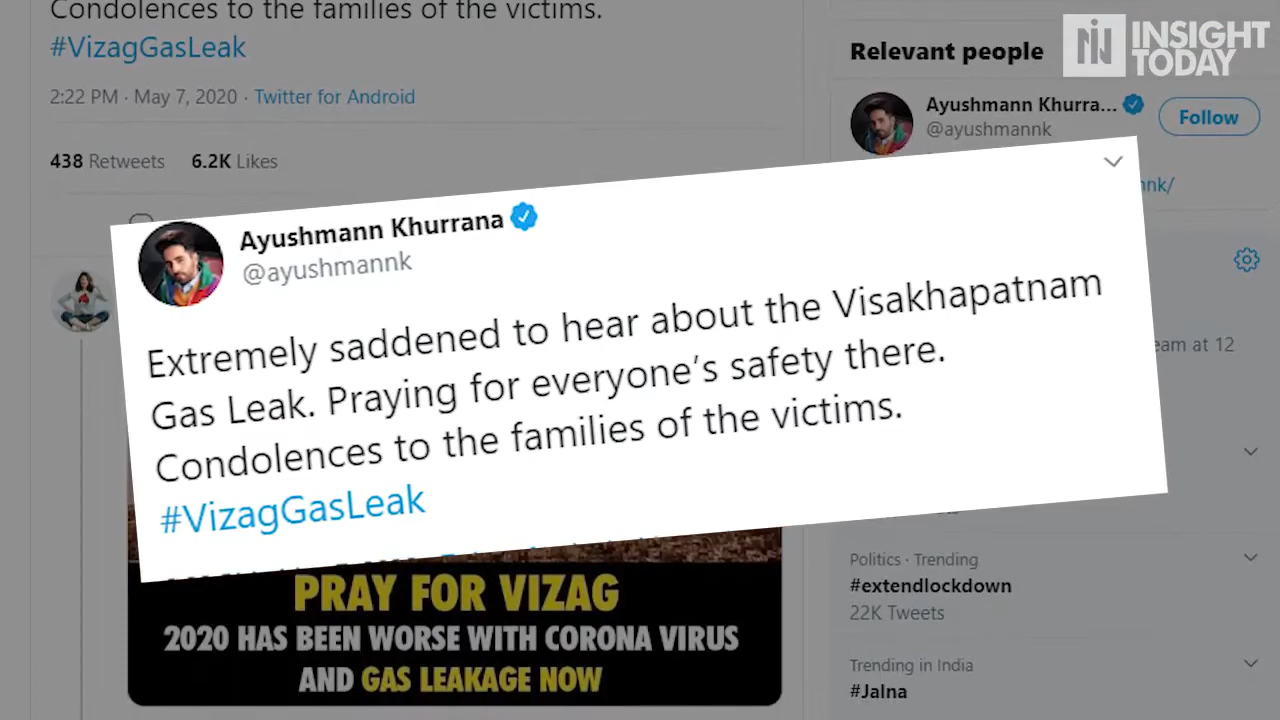 Condolences to the families of the victims.
#VizagGasLeak
2:22 PM · May 7, 2020 · Twitter for Android
438 Retweets 6.2K Likes
Ayushmann Khurrana
@ayushmannk
Extremely saddened to hear about the Visakhapatnam
Gas Leak. Praying for everyone's safety there.
Condolences to the families of the victims.
#VizagGasLeak
PRAY FOR VIZAG
2020 HAS BEEN WORSE WITH CORONA VIRUS
AND GAS LEAKAGE NOW
INSIGHT
TODAY
Relevant people
Ayushmann Khurra...
@ayushmannk
Follow
nk/
at 12
Politics · Trending
#extendlockdown
22K Tweets
Trending in India
#Jalna